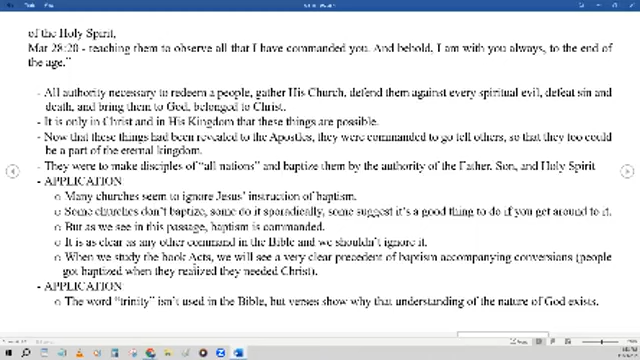 of the Holy Spirit,
Mat 28:20 - teaching them to observe all that I have commanded you. And behold, I am with you always, to the end of
the age."
- All authority necessary to redeem a people, gather His Church, defend them against every spiritual evil, defeat sin and
death, and bring them to God, belonged to Christ.
- It is only in Christ and in His Kingdom that these things are possible.
- Now that these things had been revealed to the Apostles, they were commanded to go tell others, so that they too could
be a part of the eternal kingdom.
- They were to make disciples of "all nations" and baptize them by the authority of the Father, Son, and Holy Spirit
- APPLICATION
o Many churches seem to ignore Jesus' instruction of baptism.
o Some churches don't baptize, some do it sporadically, some suggest it's a good thing to do if you get around to it.
o But as we see in this passage, baptism is commanded.
o It is as clear as any other command in the Bible and we shouldn't ignore it.
o When we study the book Acts, we will see a very clear precedent of baptism accompanying conversions (people
got baptized when they realized they needed Christ).
- APPLICATION
o The word "trinity" isn't used in the Bible, but verses show why that understanding of the nature of God exists.